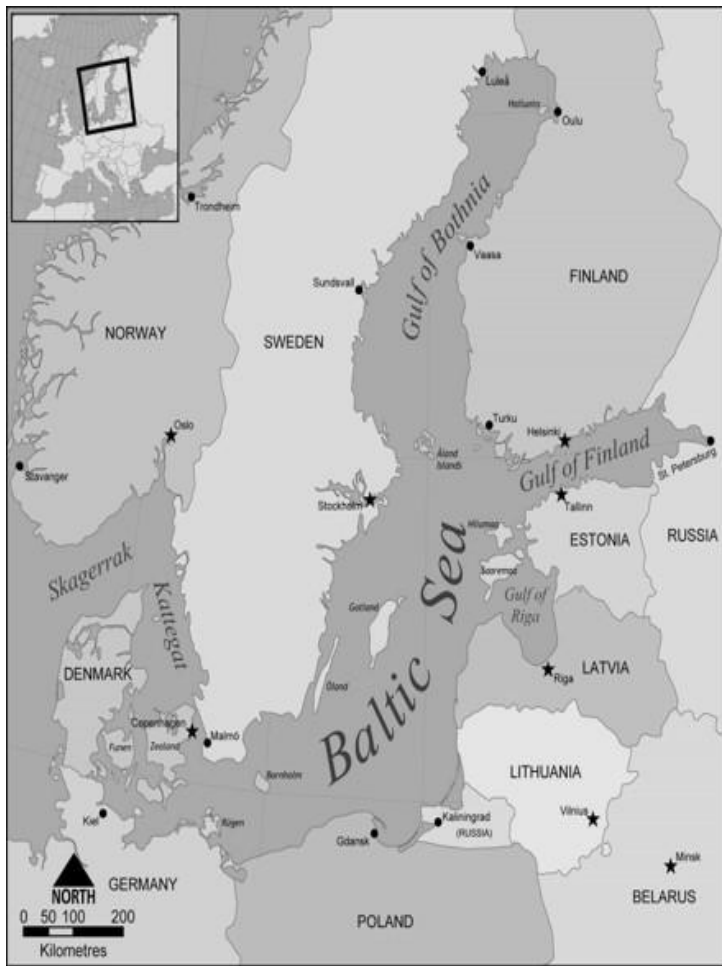 Luleå
Hailuoto
Oulu
Trondheim
Gulf of Bothnia
Vaasa
Sundsvall
FINLAND
NORWAY
SWEDEN
Oslo
Turku
Helsinki
Åland
Islands
Gulf of Finland
St. Petersburg
Stavanger
Stockholm
Tallinn
Hiiumaa
ESTONIA
RUSSIA
Skagerrak
Saaremaa
Kattegat
Gotland
Gulf of
Riga
Baltic Sea
DENMARK
Riga
LATVIA
Öland
Copenhagen
Malmö
Funen
Zealand
Bornholm
LITHUANIA
Kiel
Rügen
Gdansk
Kaliningrad
(RUSSIA)
Vilnius
Minsk
NORTH
GERMANY
BELARUS
POLAND
0 50 100 200
Kilometres